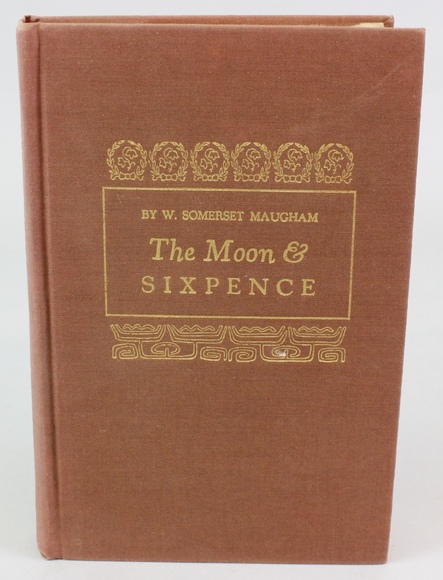 BY W. SOMERSET MAUGHAM
The Moon &
SIXPENCE